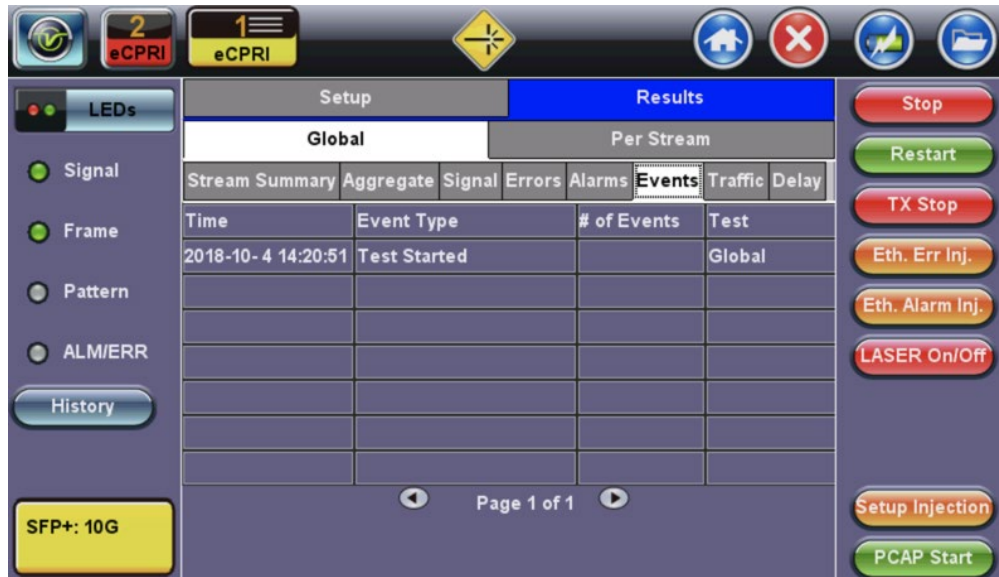 2
eCPRI
1
eCPRI
LEDs
Signal
Frame
Pattern
ALM/ERR
History
SFP+: 10G
Setup Results
Global Per Stream
Stream Summary Aggregate Signal Errors Alarms Events Traffic Delay
Time Event Type # of Events Test
2018-10- 4 14:20:51 Test Started Global
Page 1 of 1
Stop
Restart
TX Stop
Eth. Err Inj.
Eth. Alarm Inj.
LASER On/Off
Setup Injection
PCAP Start